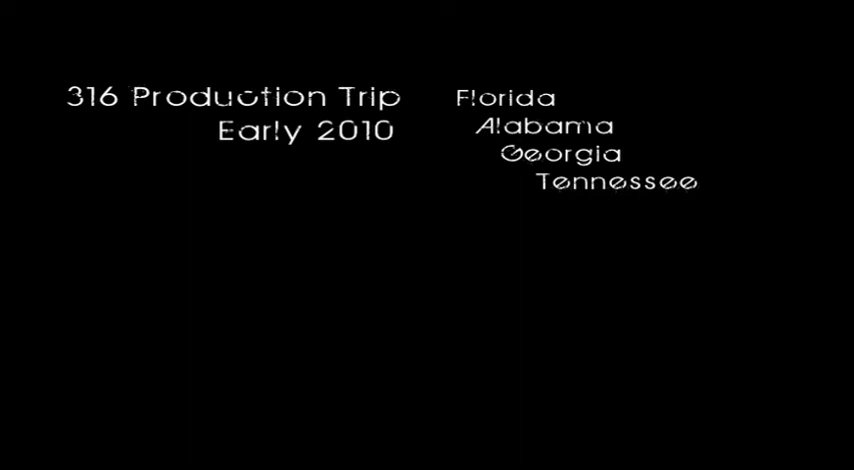 316 Production Trip
Early 2010
Florida
Alabama
Georgia
Tennessee